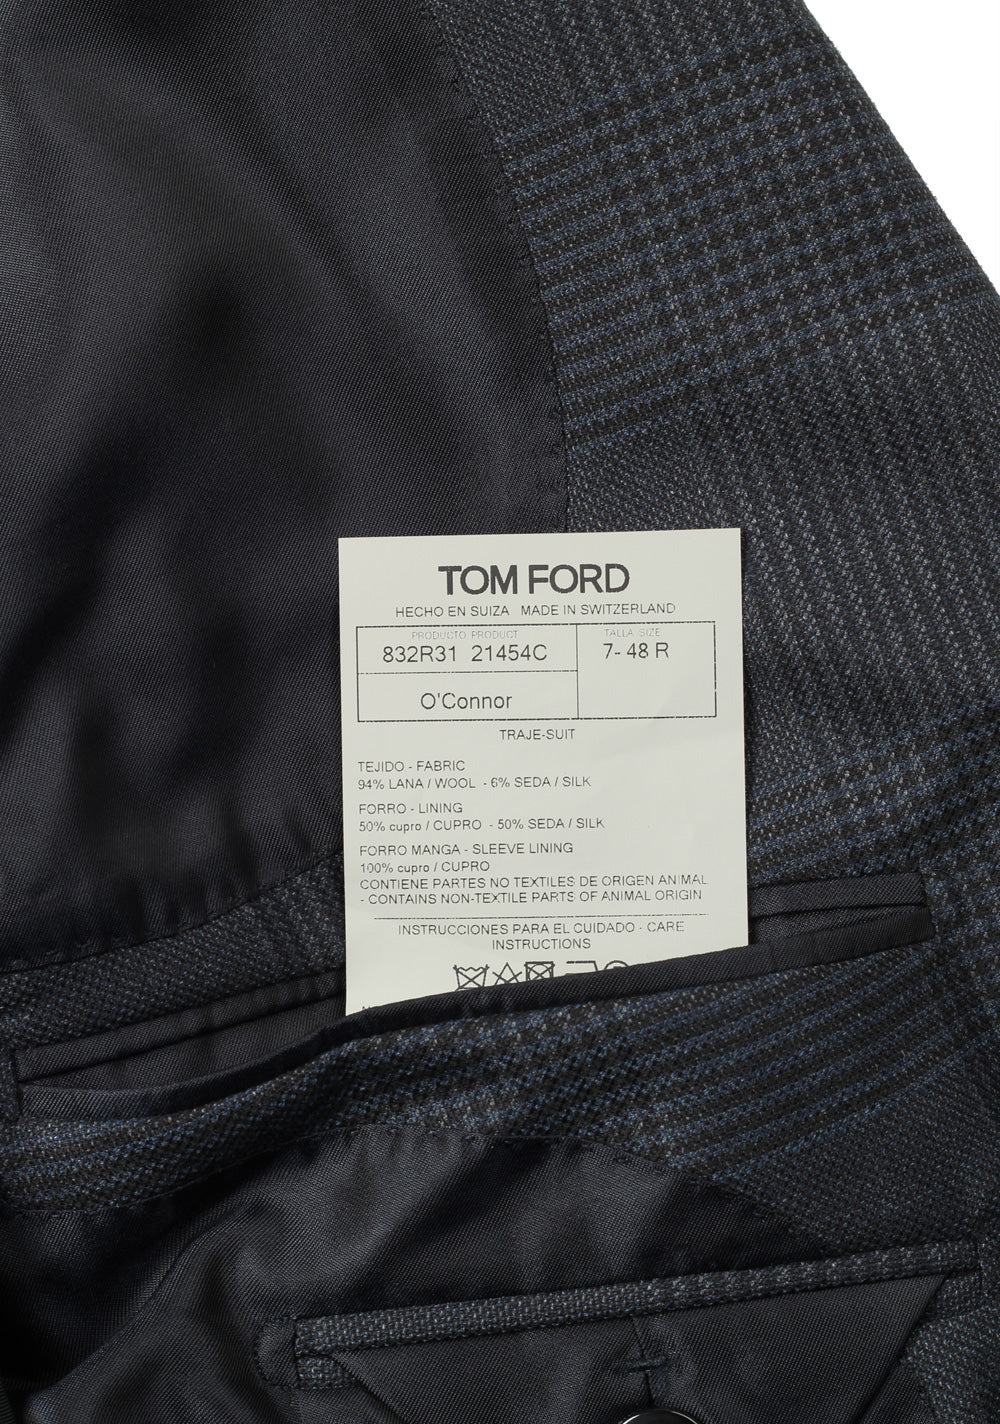 TOM FORD
HECHO EN SUIZA MADE IN SWITZERLAND
PRODUCTO PRODUCT
832R31 21454C
O'Connor
TALLA SIZE
7- 48 R
TRAJE-SUIT
TEJIDO - FABRIC
94% LANA / WOOL - 6% SEDA / SILK
FORRO - LINING
50% cupro / CUPRO - 50% SEDA / SILK
FORRO MANGA - SLEEVE LINING
100% cupro / CUPRO
CONTIENE PARTES NO TEXTILES DE ORIGEN ANIMAL
- CONTAINS NON-TEXTILE PARTS OF ANIMAL ORIGIN
INSTRUCCIONES PARA EL CUIDADO - CARE
INSTRUCTIONS